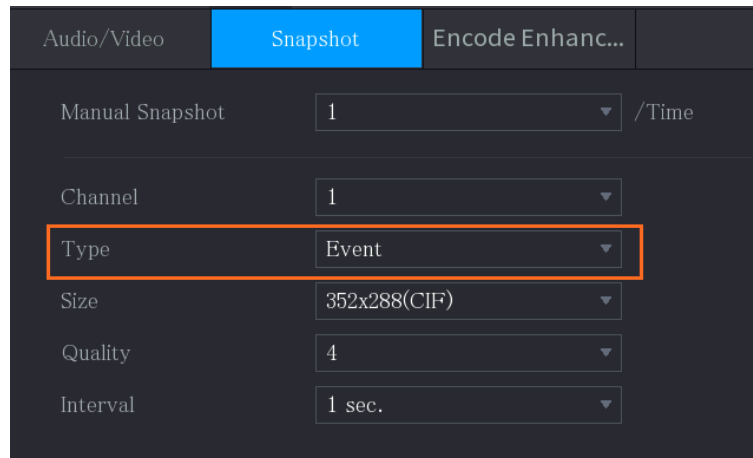 Audio/Video Snapshot Encode Enhanc...
Manual Snapshot 1 /Time
Channel 1
Type Event
Size 352x288(CIF)
Quality 4
Interval 1 sec.